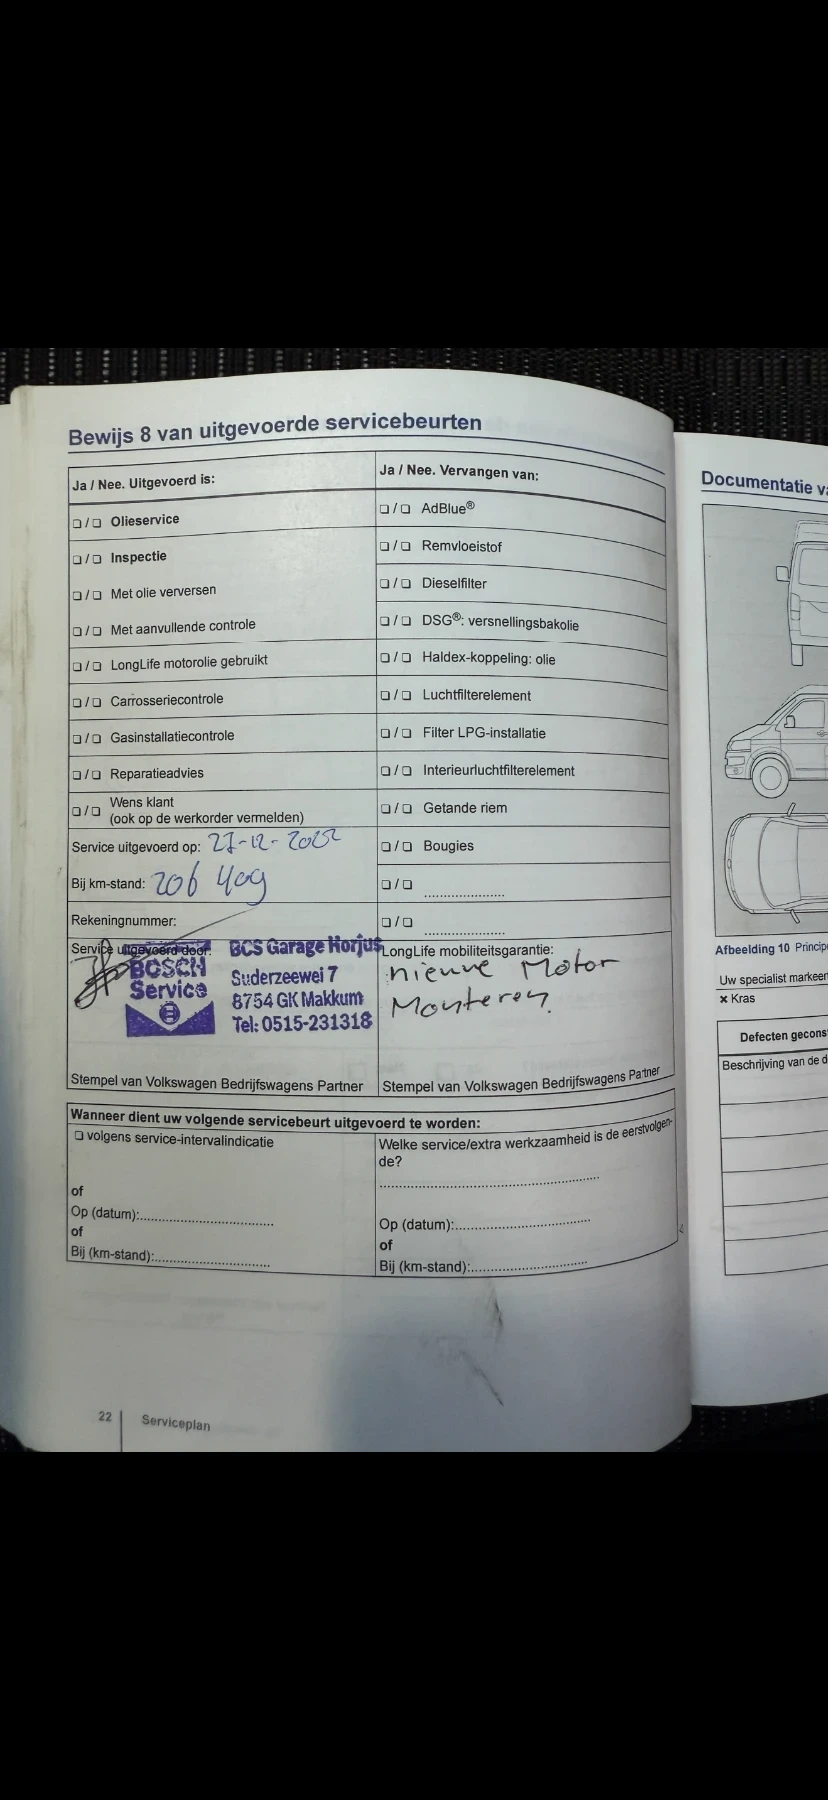 Bewijs 8 van uitgevoerde servicebeurten
Ja / Nee. Uitgevoerd is:
❑ / ❑ Olieservice
❑ / ❑ Inspectie
❑ / ❑ Met olie verversen
❑ / ❑ Met aanvullende controle
❑ / ❑ LongLife motorolie gebruikt
❑ / ❑ Carrosseriecontrole
❑ / ❑ Gasinstallatiecontrole
❑ / ❑ Reparatieadvies
❑ / ❑ Wens klant
(ook op de werkorder vermelden)
Service uitgevoerd op: 27-12-2022
Bij km-stand: 206 409
Rekeningnummer:
Service uitgevoerd door:
BOSCH
Service
BCS Garage Horjus
Suderzeewei 7
8754 GK Makkum
Tel: 0515-231318
Stempel van Volkswagen Bedrijfswagens Partner
Ja / Nee. Vervangen van:
❑ / ❑ AdBlue®
❑ / ❑ Remvloeistof
❑ / ❑ Dieselfilter
❑ / ❑ DSG®: versnellingsbakolie
❑ / ❑ Haldex-koppeling: olie
❑ / ❑ Luchtfilterelement
❑ / ❑ Filter LPG-installatie
❑ / ❑ Interieurluchtfilterelement
❑ / ❑ Getande riem
❑ / ❑ Bougies
❑ / ❑ ....................
❑ / ❑ ....................
LongLife mobiliteitsgarantie:
nieuwe Motor
Monteren.
Stempel van Volkswagen Bedrijfswagens Partner
Wanneer dient uw volgende servicebeurt uitgevoerd te worden:
❑ volgens service-intervalindicatie
of
Op (datum):..................................
of
Bij (km-stand):..............................
Welke service/extra werkzaamheid is de eerstvolgen-
de?
.......................................................
Op (datum):..................................
of
Bij (km-stand):..............................
22
Serviceplan
Documentatie va
Afbeelding 10 Princip
Uw specialist markeer
× Kras
Defecten gecons
Beschrijving van de d